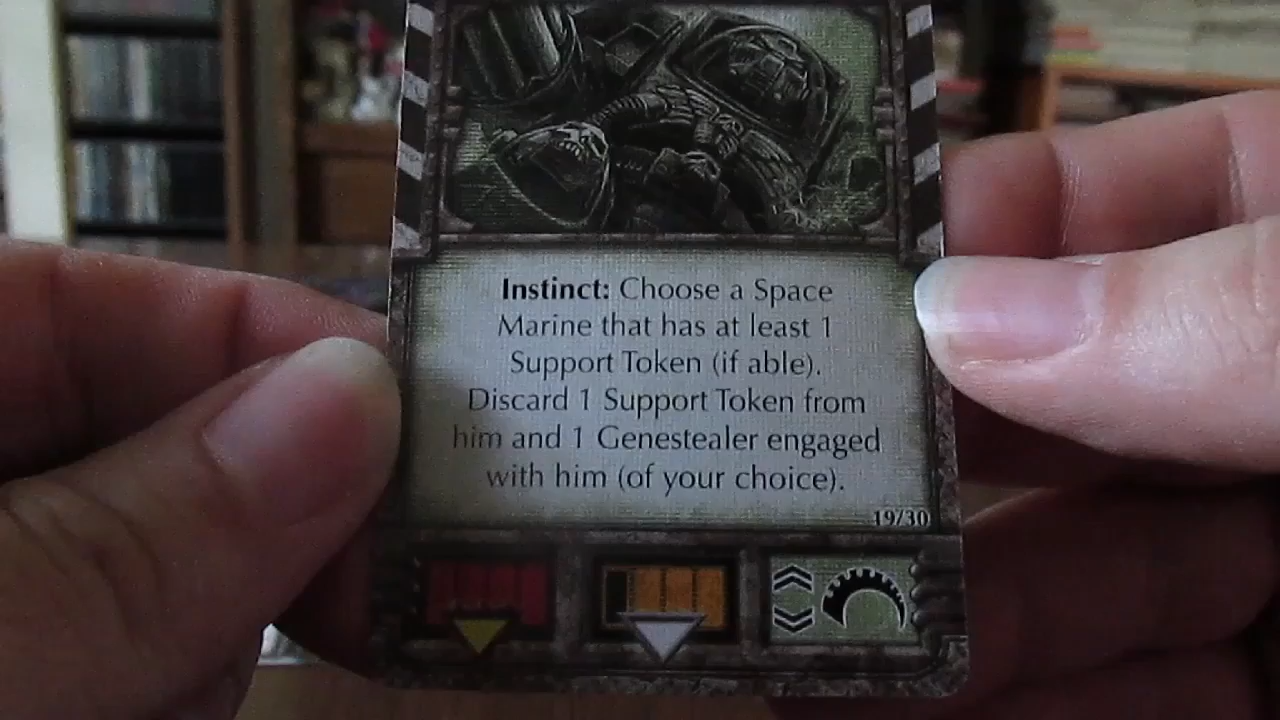 Instinct: Choose a Space
Marine that has at least 1
Support Token (if able).
Discard 1 Support Token from
him and 1 Genestealer engaged
with him (of your choice).
19/30